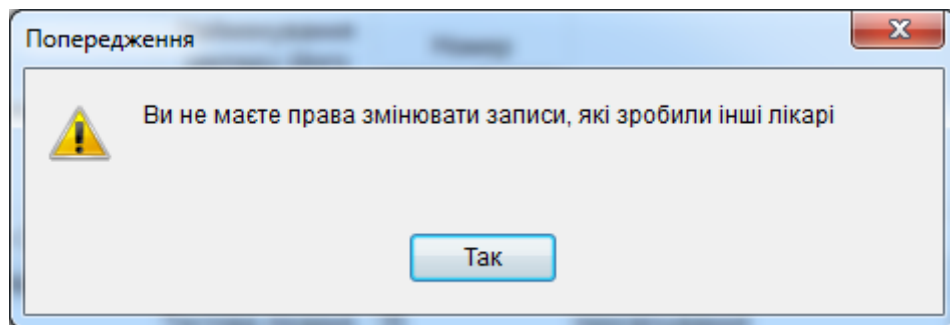 Попередження
Ви не маєте права змінювати записи, які зробили інші лікарі
Так